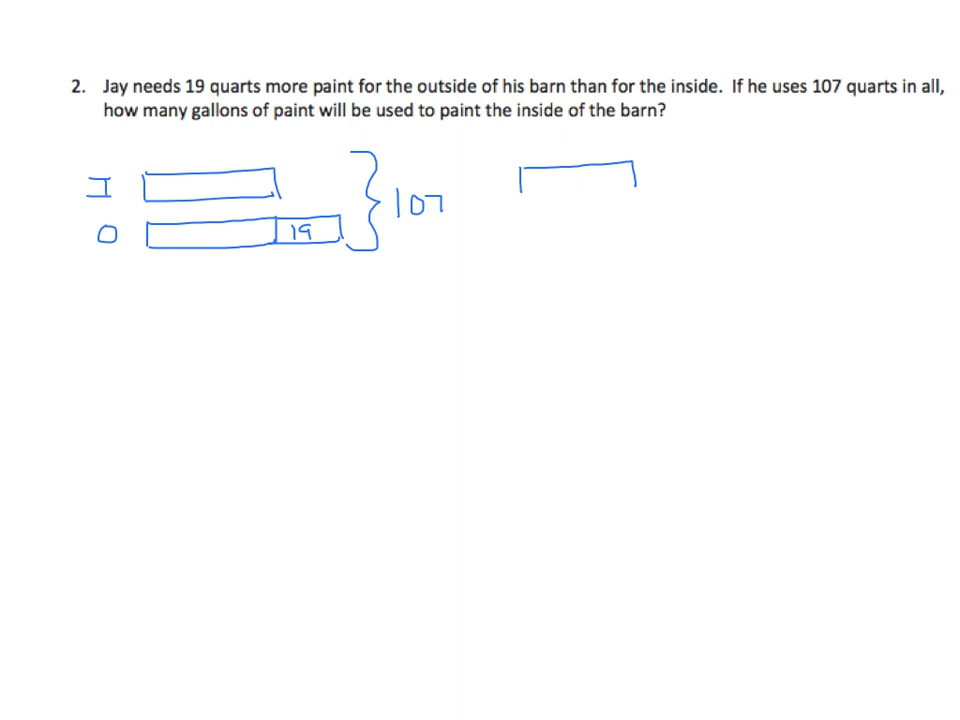 2. Jay needs 19 quarts more paint for the outside of his barn than for the inside. If he uses 107 quarts in all,
how many gallons of paint will be used to paint the inside of the barn?
I
107
O
19